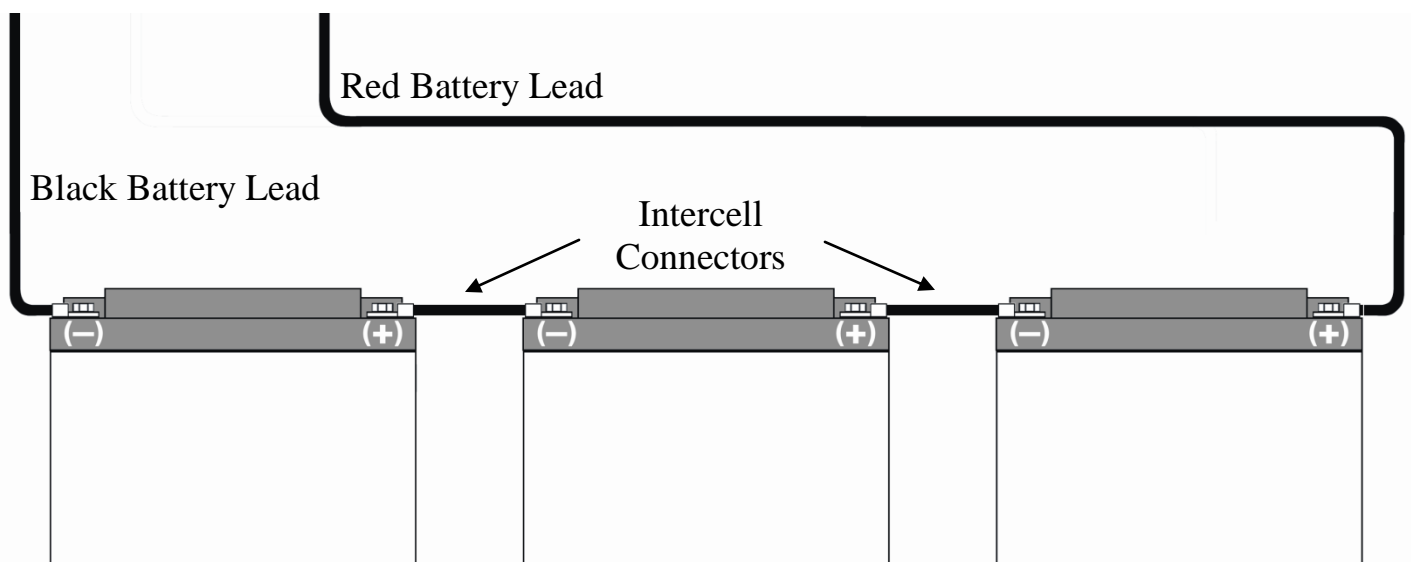 Red Battery Lead
Black Battery Lead
Intercell
Connectors
(−) (+) (−) (+) (−) (+)